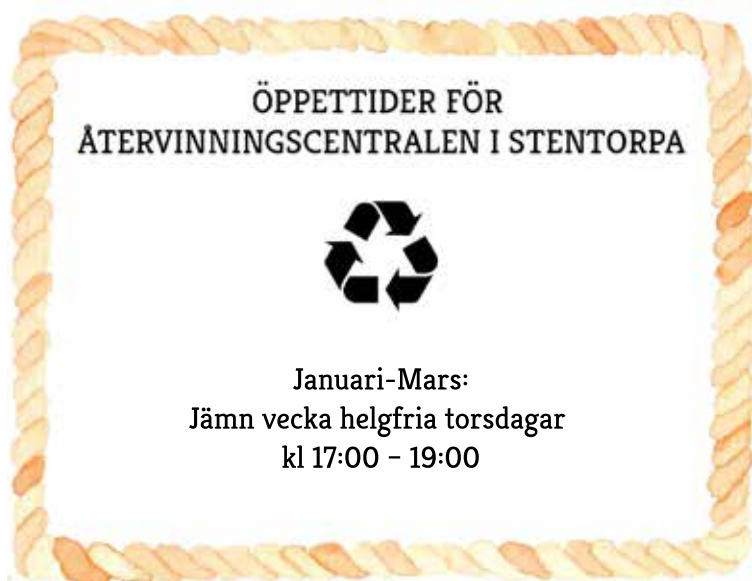 ÖPPETTIDER FÖR
ÅTERVINNINGSCENTRALEN I STENTORPA
Januari-Mars:
Jämn vecka helgfria torsdagar
kl 17:00 – 19:00